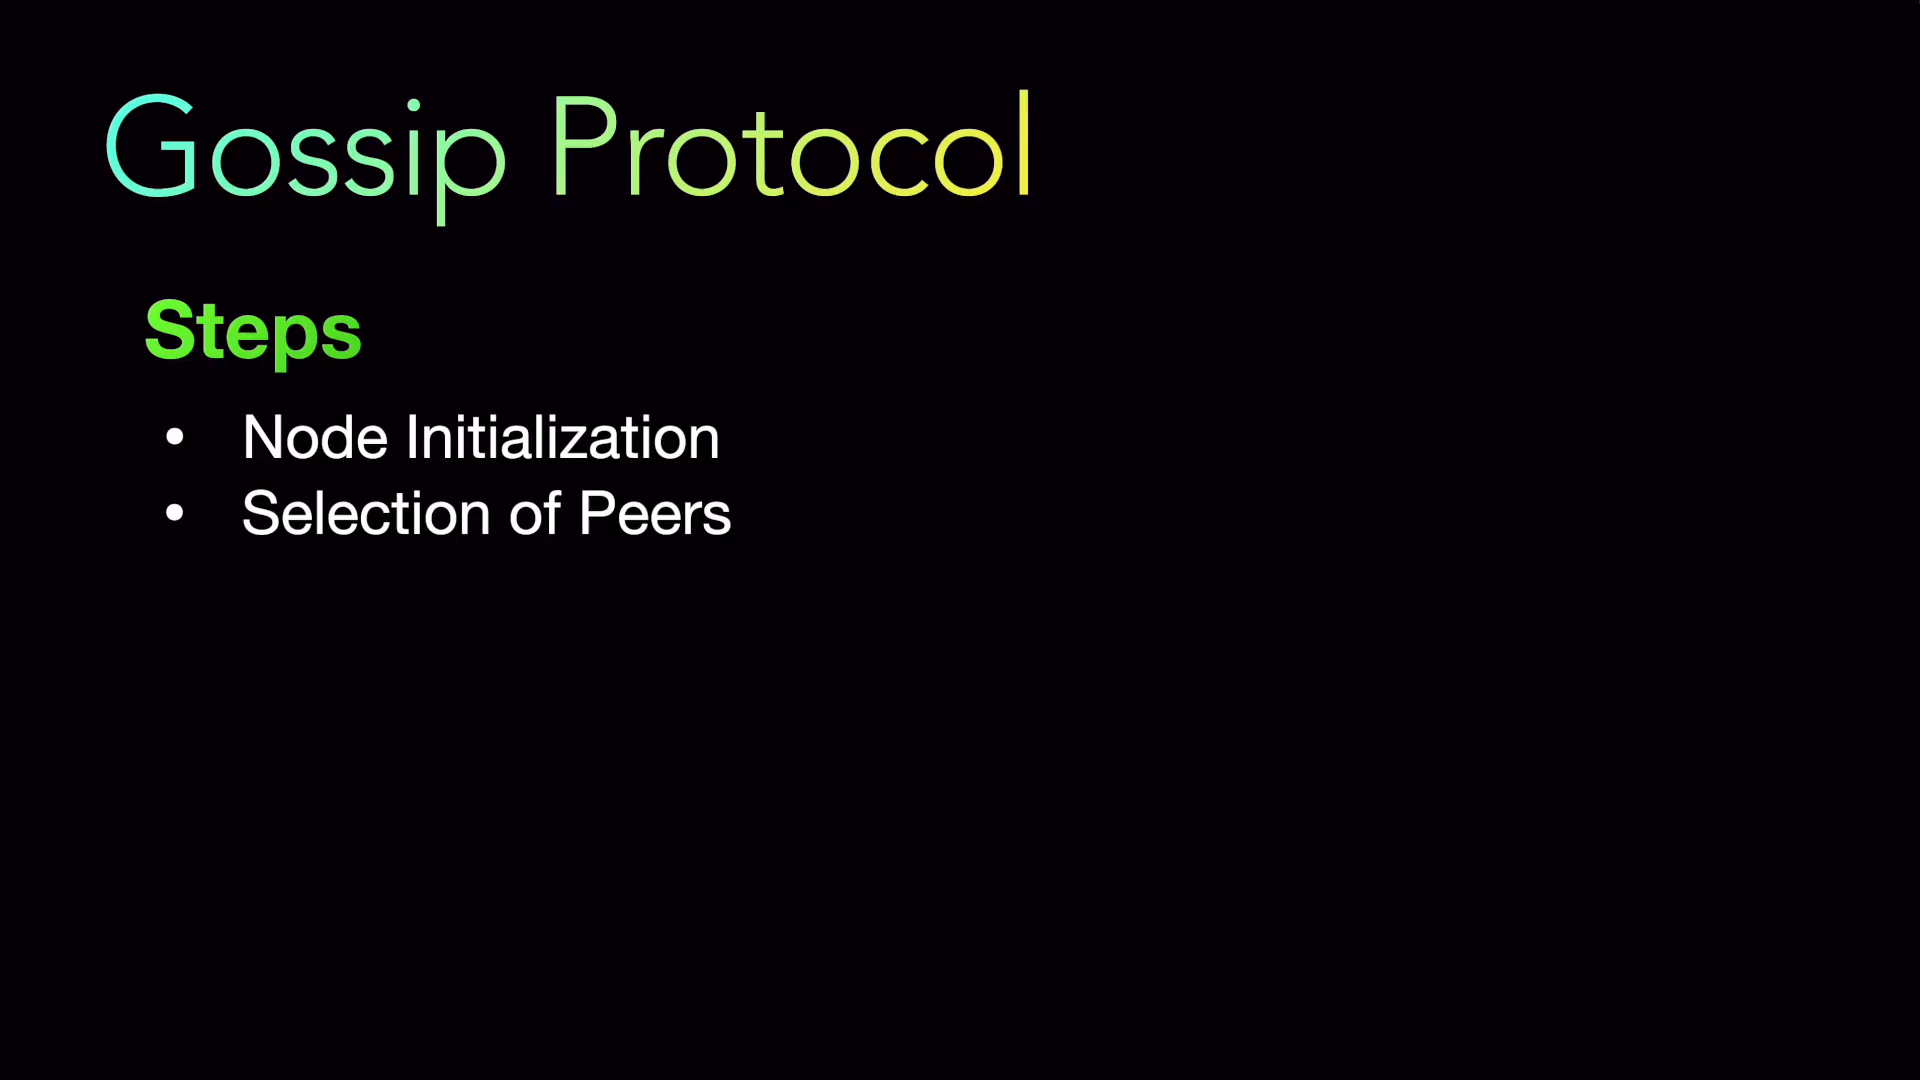 Gossip Protocol
Steps
• Node Initialization
• Selection of Peers